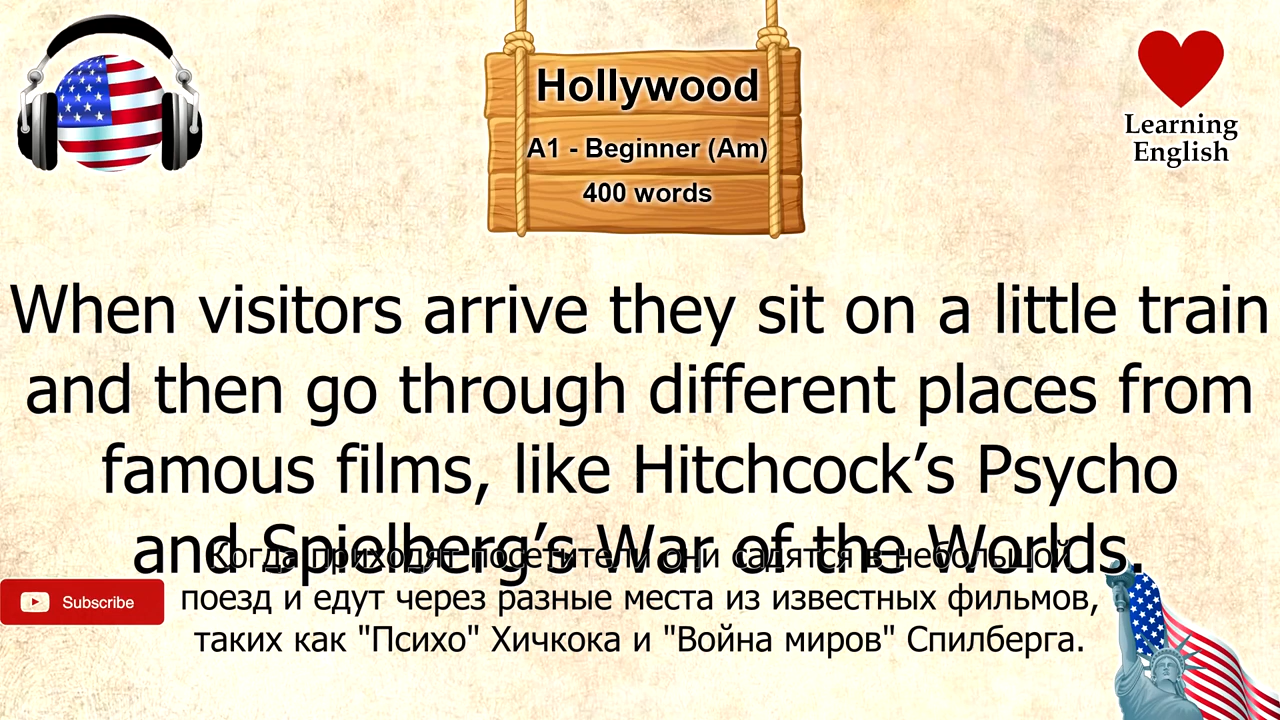 Hollywood
A1 - Beginner (Am)
400 words
Learning
English
When visitors arrive they sit on a little train
and then go through different places from
famous films, like Hitchcock’s Psycho
and Spielberg’s War of the Worlds.
Когда приходят посетители они садятся в небольшой
поезд и едут через разные места из известных фильмов,
таких как "Психо" Хичкока и "Война миров" Спилберга.
Subscribe